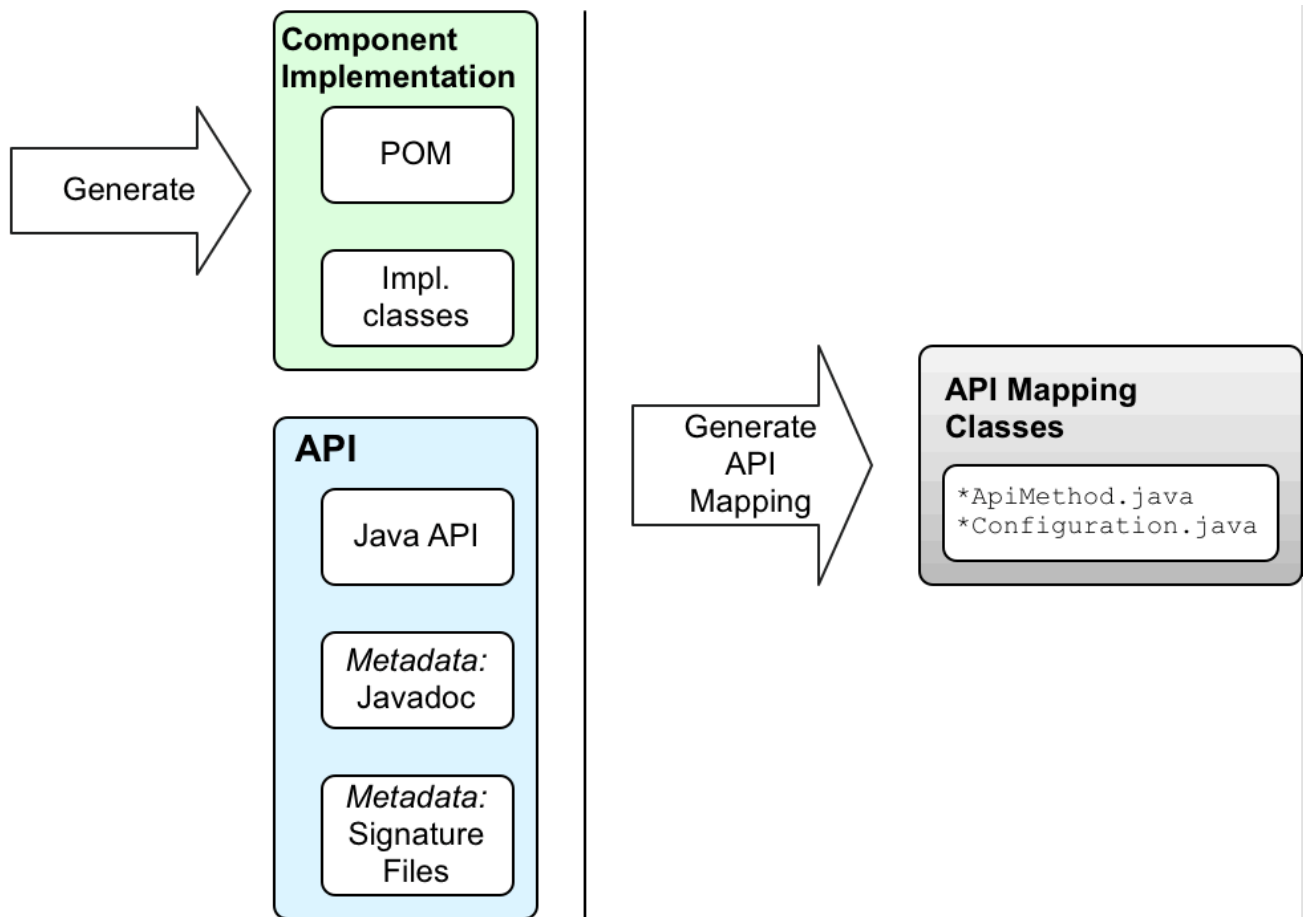 Component
Implementation
POM
Generate
Impl.
classes
API
Java API
Metadata:
Javadoc
Metadata:
Signature
Files
Generate
API
Mapping
API Mapping
Classes
*ApiMethod.java
*Configuration.java